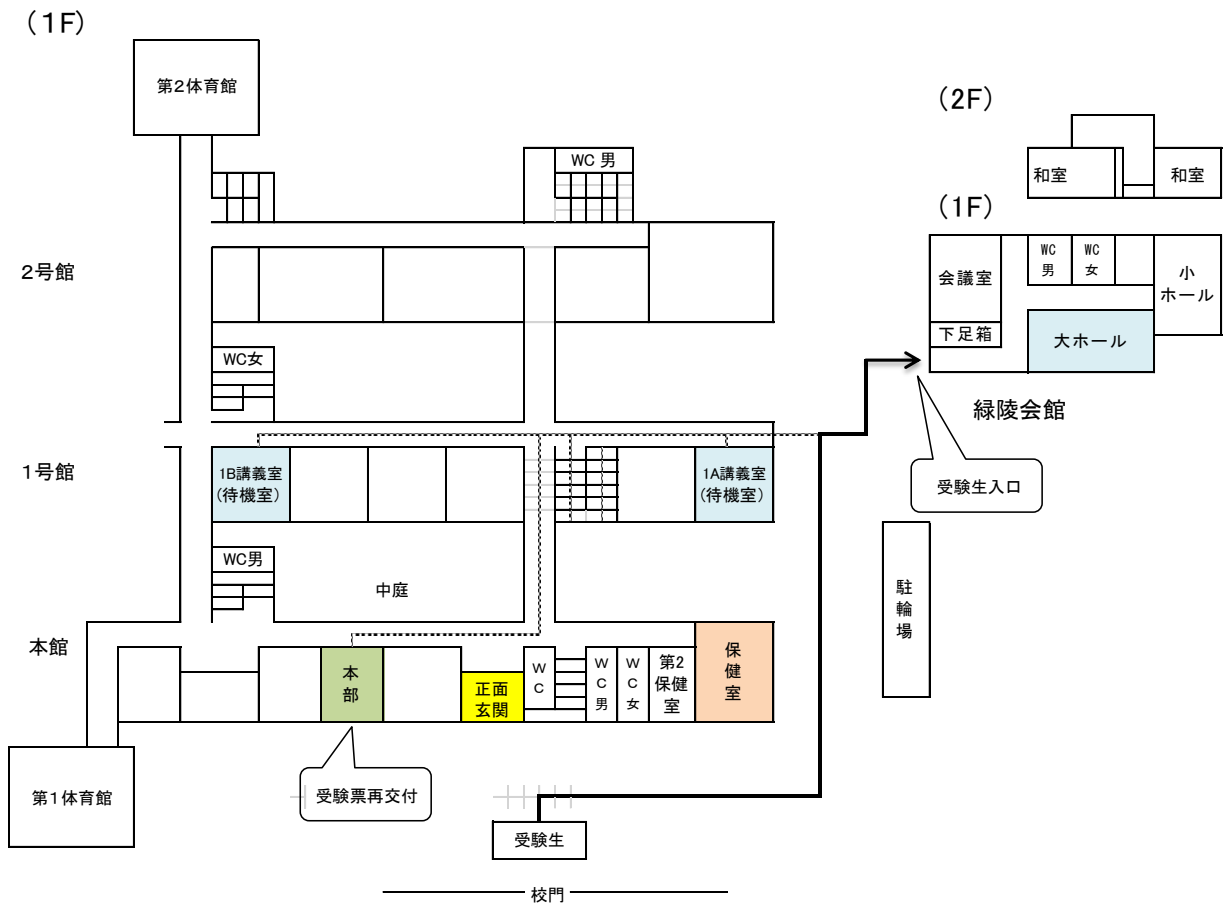 (1F)
第2体育館
(2F)
WC 男
和室
和室
(1F)
2号館
会議室
WC
男
WC
女
小
ホール
下足箱
大ホール
WC女
緑陵会館
1号館
1B講義室
(待機室)
1A講義室
(待機室)
受験生入口
WC男
中庭
駐
輪
場
本館
本
部
正面
玄関
W
C
W
C
男
W
C
女
第2
保健
室
保
健
室
第1体育館
受験票再交付
受験生
校門